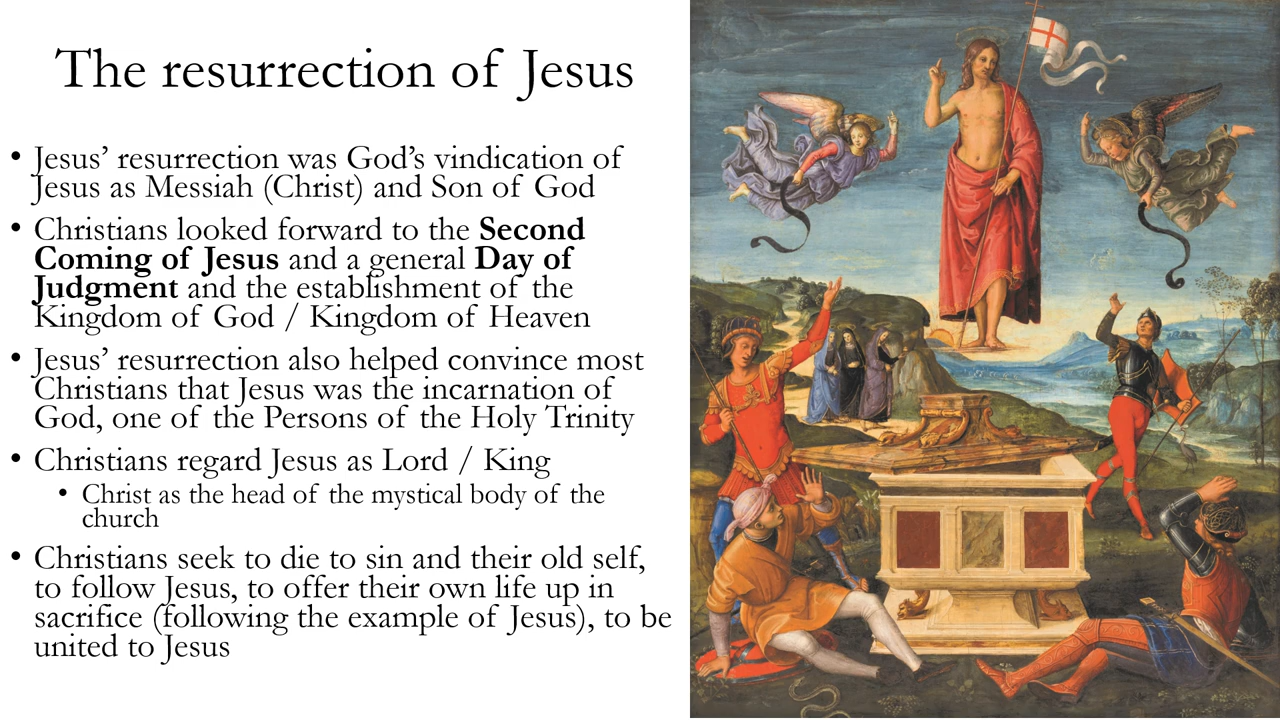 The resurrection of Jesus
• Jesus’ resurrection was God’s vindication of
Jesus as Messiah (Christ) and Son of God
• Christians looked forward to the Second
Coming of Jesus and a general Day of
Judgment and the establishment of the
Kingdom of God / Kingdom of Heaven
• Jesus’ resurrection also helped convince most
Christians that Jesus was the incarnation of
God, one of the Persons of the Holy Trinity
• Christians regard Jesus as Lord / King
• Christ as the head of the mystical body of the
church
• Christians seek to die to sin and their old self,
to follow Jesus, to offer their own life up in
sacrifice (following the example of Jesus), to be
united to Jesus